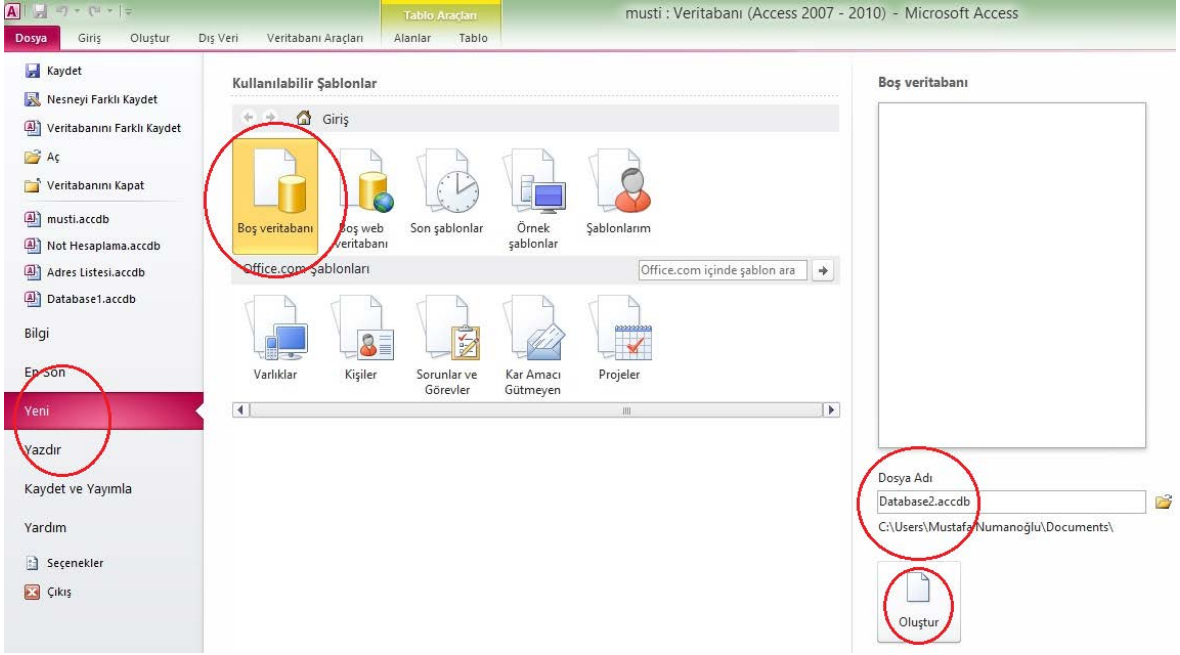 Tablo Araçları
musti : Veritabanı (Access 2007 - 2010) - Microsoft Access
Dosya Giriş Oluştur Dış Veri Veritabanı Araçları Alanlar Tablo
Kaydet
Nesneyi Farklı Kaydet
Veritabanını Farklı Kaydet
Aç
Veritabanını Kapat
musti.accdb
Not Hesaplama.accdb
Adres Listesi.accdb
Database1.accdb
Bilgi
En Son
Yeni
Yazdır
Kaydet ve Yayımla
Yardım
Seçenekler
Çıkış
Kullanılabilir Şablonlar
Giriş
Boş veritabanı
Boş web
veritabanı
Son şablonlar
Örnek
şablonlar
Şablonlarım
Office.com Şablonları
Office.com içinde şablon ara
Varlıklar
Kişiler
Sorunlar ve
Görevler
Kar Amacı
Gütmeyen
Projeler
Boş veritabanı
Dosya Adı
Database2.accdb
C:\Users\Mustafa Numanoğlu\Documents\
Oluştur